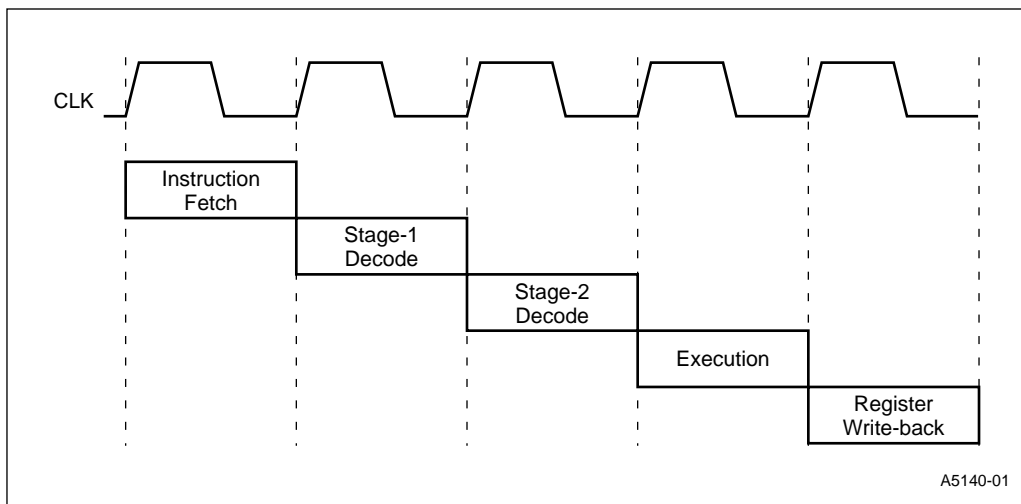 CLK
Instruction
Fetch
Stage-1
Decode
Stage-2
Decode
Execution
Register
Write-back
A5140-01